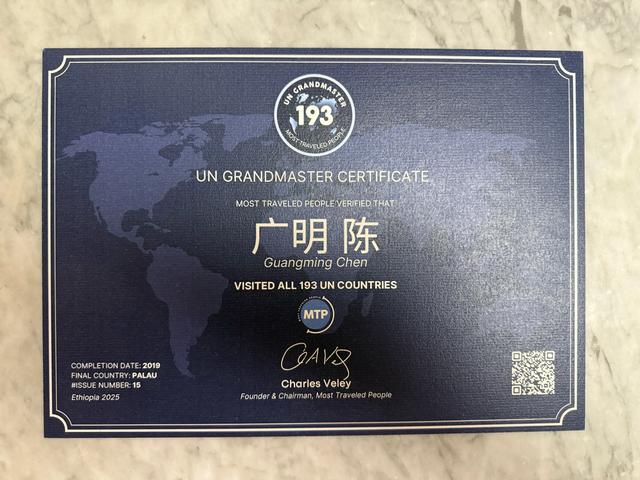 UN GRANDMASTER
193
MOST TRAVELED PEOPLE
UN GRANDMASTER CERTIFICATE
MOST TRAVELED PEOPLE VERIFIED THAT
广明 陈
Guangming Chen
VISITED ALL 193 UN COUNTRIES
MTP
COMPLETION DATE: 2019
FINAL COUNTRY: PALAU
#ISSUE NUMBER: 15
Ethiopia 2025
Charles Veley
Founder & Chairman, Most Traveled People